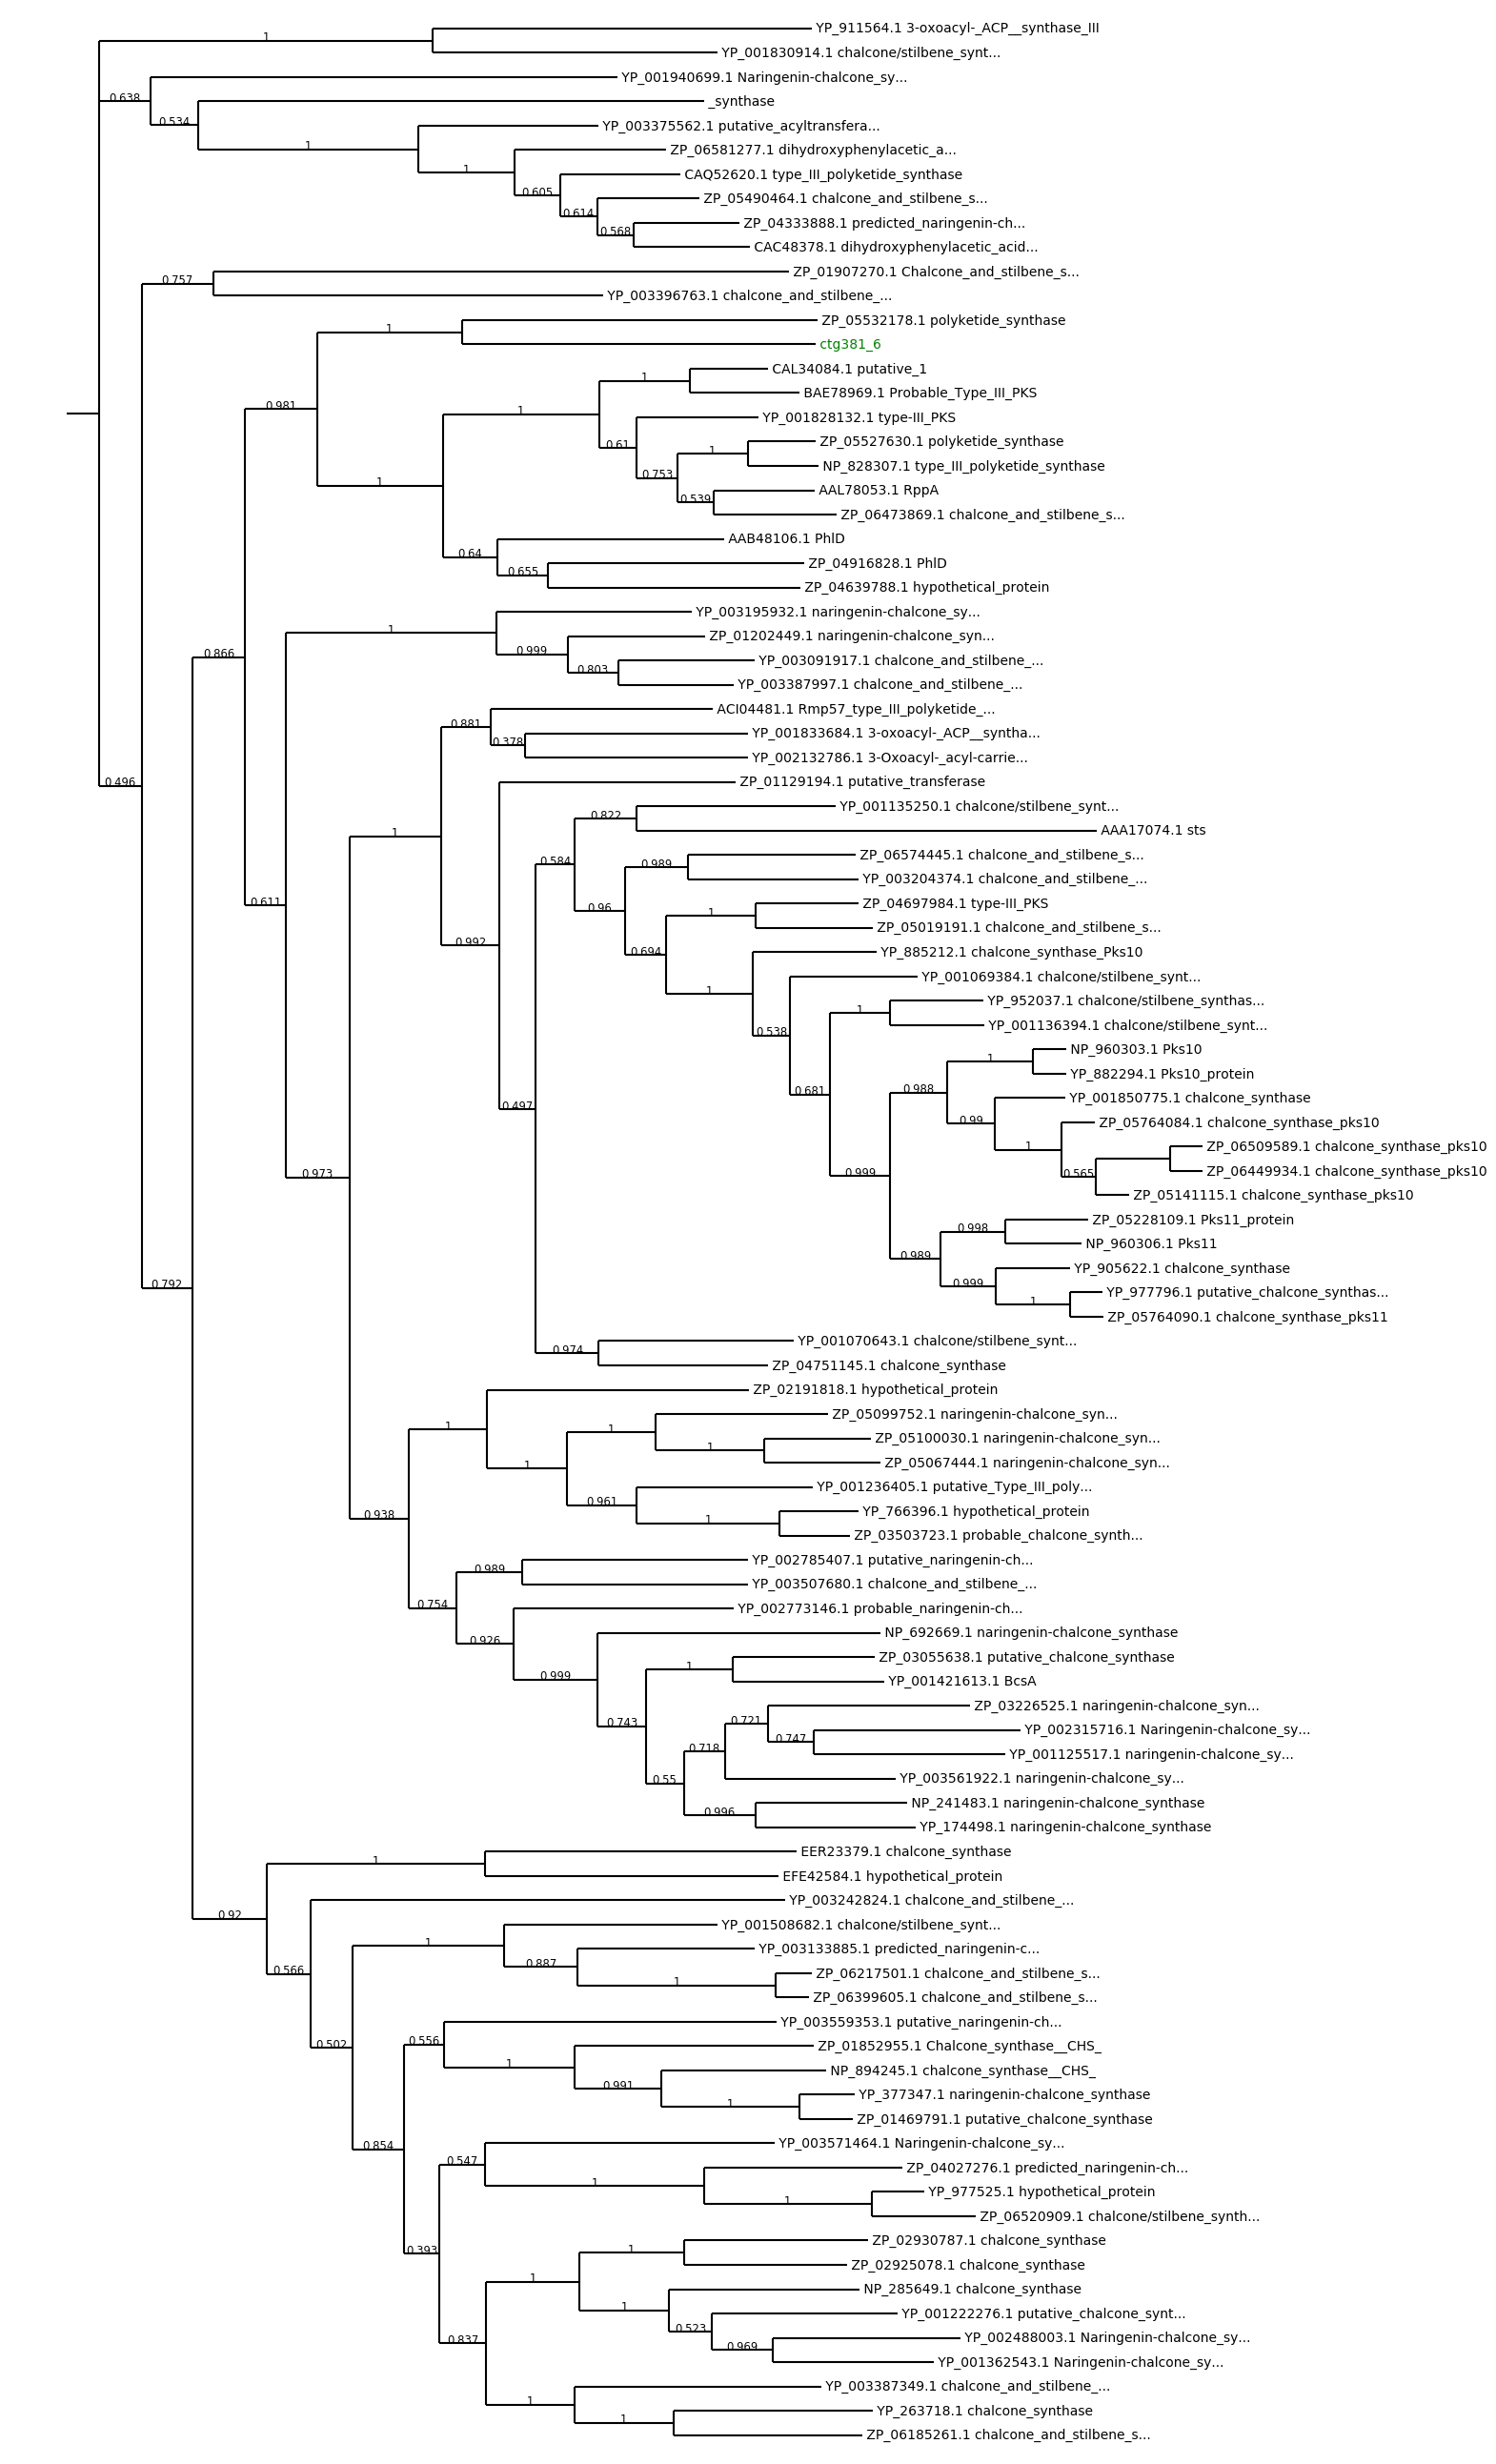 YP_911564.1 3-oxoacyl-_ACP__synthase_III
1
YP_001830914.1 chalcone/stilbene_synt...
YP_001940699.1 Naringenin-chalcone_sy...
0.638
_synthase
0.534
YP_003375562.1 putative_acyltransfera...
1
ZP_06581277.1 dihydroxyphenylacetic_a...
1
CAQ52620.1 type_III_polyketide_synthase
0.605
ZP_05490464.1 chalcone_and_stilbene_s...
0.614
ZP_04333888.1 predicted_naringenin-ch...
0.568
CAC48378.1 dihydroxyphenylacetic_acid...
ZP_01907270.1 Chalcone_and_stilbene_s...
0.757
YP_003396763.1 chalcone_and_stilbene_...
ZP_05532178.1 polyketide_synthase
1
ctg381_6
CAL34084.1 putative_1
1
BAE78969.1 Probable_Type_III_PKS
0.981
1
YP_001828132.1 type-III_PKS
ZP_05527630.1 polyketide_synthase
0.61
1
NP_828307.1 type_III_polyketide_synthase
0.753
1
AAL78053.1 RppA
0.539
ZP_06473869.1 chalcone_and_stilbene_s...
AAB48106.1 PhlD
0.64
ZP_04916828.1 PhlD
0.655
ZP_04639788.1 hypothetical_protein
YP_003195932.1 naringenin-chalcone_sy...
1
ZP_01202449.1 naringenin-chalcone_syn...
0.999
0.866
YP_003091917.1 chalcone_and_stilbene_...
0.803
YP_003387997.1 chalcone_and_stilbene_...
ACI04481.1 Rmp57_type_III_polyketide_...
0.881
YP_001833684.1 3-oxoacyl-_ACP__syntha...
0.378
YP_002132786.1 3-Oxoacyl-_acyl-carrie...
0.496
ZP_01129194.1 putative_transferase
YP_001135250.1 chalcone/stilbene_synt...
0.822
1
AAA17074.1 sts
ZP_06574445.1 chalcone_and_stilbene_s...
0.584
0.989
YP_003204374.1 chalcone_and_stilbene_...
0.611
ZP_04697984.1 type-III_PKS
0.96
1
ZP_05019191.1 chalcone_and_stilbene_s...
0.992
0.694
YP_885212.1 chalcone_synthase_Pks10
YP_001069384.1 chalcone/stilbene_synt...
1
YP_952037.1 chalcone/stilbene_synthas...
1
YP_001136394.1 chalcone/stilbene_synt...
0.538
NP_960303.1 Pks10
1
YP_882294.1 Pks10_protein
0.681
0.988
YP_001850775.1 chalcone_synthase
0.497
ZP_05764084.1 chalcone_synthase_pks10
0.99
ZP_06509589.1 chalcone_synthase_pks10
1
ZP_06449934.1 chalcone_synthase_pks10
0.973
0.999
0.565
ZP_05141115.1 chalcone_synthase_pks10
ZP_05228109.1 Pks11_protein
0.998
NP_960306.1 Pks11
0.989
YP_905622.1 chalcone_synthase
0.792
0.999
YP_977796.1 putative_chalcone_synthas...
1
ZP_05764090.1 chalcone_synthase_pks11
YP_001070643.1 chalcone/stilbene_synt...
0.974
ZP_04751145.1 chalcone_synthase
ZP_02191818.1 hypothetical_protein
ZP_05099752.1 naringenin-chalcone_syn...
1
1
ZP_05100030.1 naringenin-chalcone_syn...
1
ZP_05067444.1 naringenin-chalcone_syn...
1
YP_001236405.1 putative_Type_III_poly...
0.961
YP_766396.1 hypothetical_protein
0.938
1
ZP_03503723.1 probable_chalcone_synth...
YP_002785407.1 putative_naringenin-ch...
0.989
YP_003507680.1 chalcone_and_stilbene_...
0.754
YP_002773146.1 probable_naringenin-ch...
NP_692669.1 naringenin-chalcone_synthase
0.926
ZP_03055638.1 putative_chalcone_synthase
1
YP_001421613.1 BcsA
0.999
ZP_03226525.1 naringenin-chalcone_syn...
0.743
0.721
YP_002315716.1 Naringenin-chalcone_sy...
0.747
0.718
YP_001125517.1 naringenin-chalcone_sy...
YP_003561922.1 naringenin-chalcone_sy...
0.55
NP_241483.1 naringenin-chalcone_synthase
0.996
YP_174498.1 naringenin-chalcone_synthase
EER23379.1 chalcone_synthase
1
EFE42584.1 hypothetical_protein
YP_003242824.1 chalcone_and_stilbene_...
0.92
YP_001508682.1 chalcone/stilbene_synt...
1
YP_003133885.1 predicted_naringenin-c...
0.887
0.566
ZP_06217501.1 chalcone_and_stilbene_s...
1
ZP_06399605.1 chalcone_and_stilbene_s...
YP_003559353.1 putative_naringenin-ch...
0.556
0.502
ZP_01852955.1 Chalcone_synthase__CHS_
1
NP_894245.1 chalcone_synthase__CHS_
0.991
YP_377347.1 naringenin-chalcone_synthase
1
ZP_01469791.1 putative_chalcone_synthase
YP_003571464.1 Naringenin-chalcone_sy...
0.854
0.547
ZP_04027276.1 predicted_naringenin-ch...
1
YP_977525.1 hypothetical_protein
1
ZP_06520909.1 chalcone/stilbene_synth...
ZP_02930787.1 chalcone_synthase
0.393
1
ZP_02925078.1 chalcone_synthase
1
NP_285649.1 chalcone_synthase
1
YP_001222276.1 putative_chalcone_synt...
0.523
YP_002488003.1 Naringenin-chalcone_sy...
0.837
0.969
YP_001362543.1 Naringenin-chalcone_sy...
YP_003387349.1 chalcone_and_stilbene_...
1
YP_263718.1 chalcone_synthase
1
ZP_06185261.1 chalcone_and_stilbene_s...